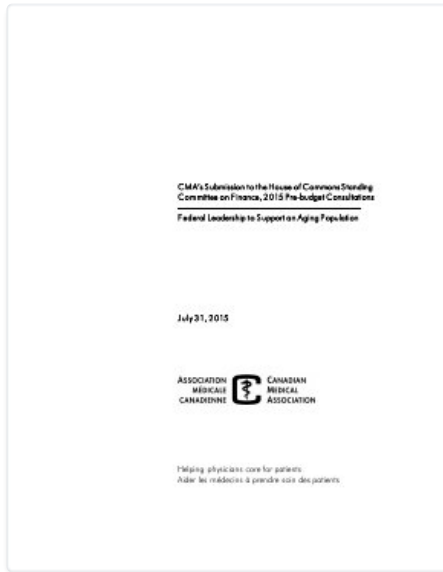 CMA's Submission to the House of Commons Standing
Committee on Finance, 2015 Pre-budget Consultations
Federal Leadership to Support an Aging Population
July 31, 2015
ASSOCIATION
MÉDICALE
CANADIENNE
CANADIAN
MEDICAL
ASSOCIATION
Helping physicians care for patients
Aider les médecins à prendre soin des patients